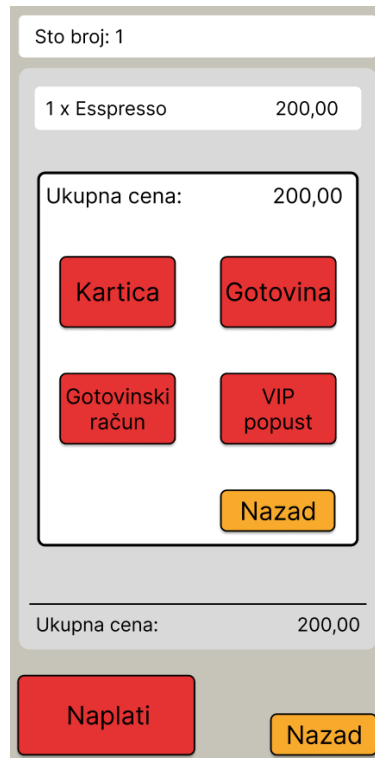 Sto broj: 1
1 x Esspresso 200,00
Ukupna cena: 200,00
Kartica Gotovina
Gotovinski
račun
VIP
popust
Nazad
Ukupna cena: 200,00
Naplati
Nazad